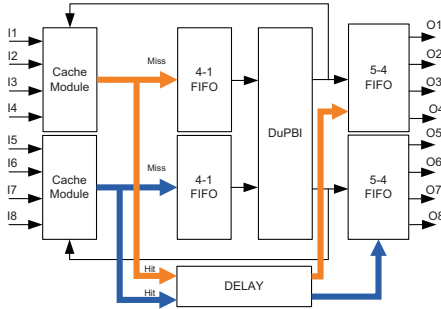 I1
I2
I3
I4
Cache
Module
Miss
4-1
FIFO
DuPBI
5-4
FIFO
O1
O2
O3
O4
I5
I6
I7
I8
Cache
Module
Miss
4-1
FIFO
5-4
FIFO
O5
O6
O7
O8
Hit
Hit
DELAY